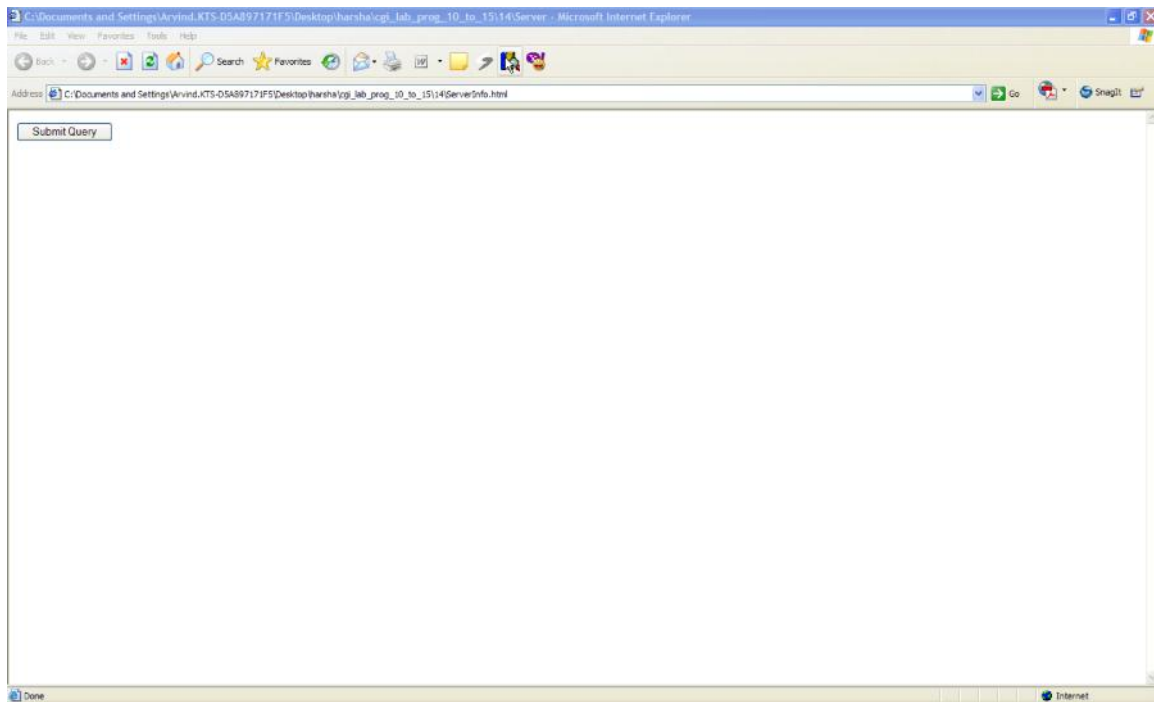 C:\Documents and Settings\Arvind.KTS-D5A897171F5\Desktop\harsha\cgi_lab_prog_10_to_15\14\Server - Microsoft Internet Explorer
File Edit View Favorites Tools Help
Back Search Favorites
Address C:\Documents and Settings\Arvind.KTS-D5A897171F5\Desktop\harsha\cgi_lab_prog_10_to_15\14\ServerInfo.html Go SnagIt
Submit Query
Done Internet